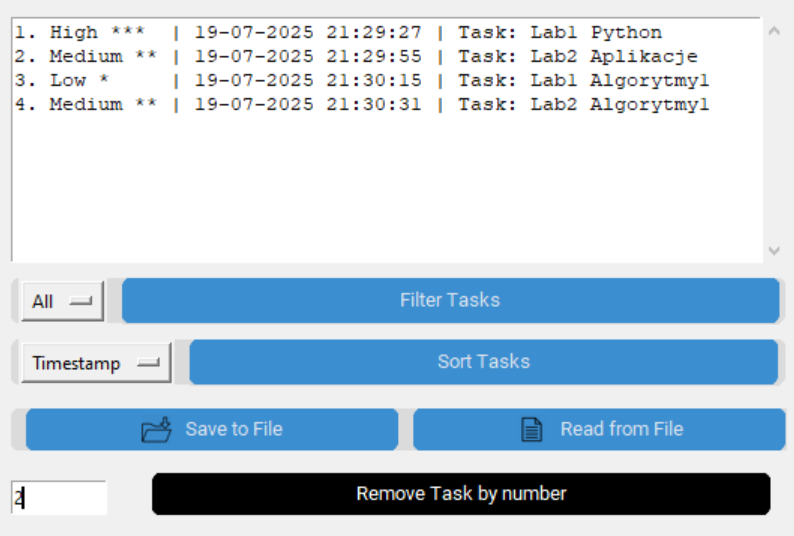 1. High ***  | 19-07-2025 21:29:27 | Task: Lab1 Python
2. Medium ** | 19-07-2025 21:29:55 | Task: Lab2 Aplikacje
3. Low *     | 19-07-2025 21:30:15 | Task: Lab1 Algorytmy1
4. Medium ** | 19-07-2025 21:30:31 | Task: Lab2 Algorytmy1
All Filter Tasks
Timestamp Sort Tasks
Save to File Read from File
2 Remove Task by number